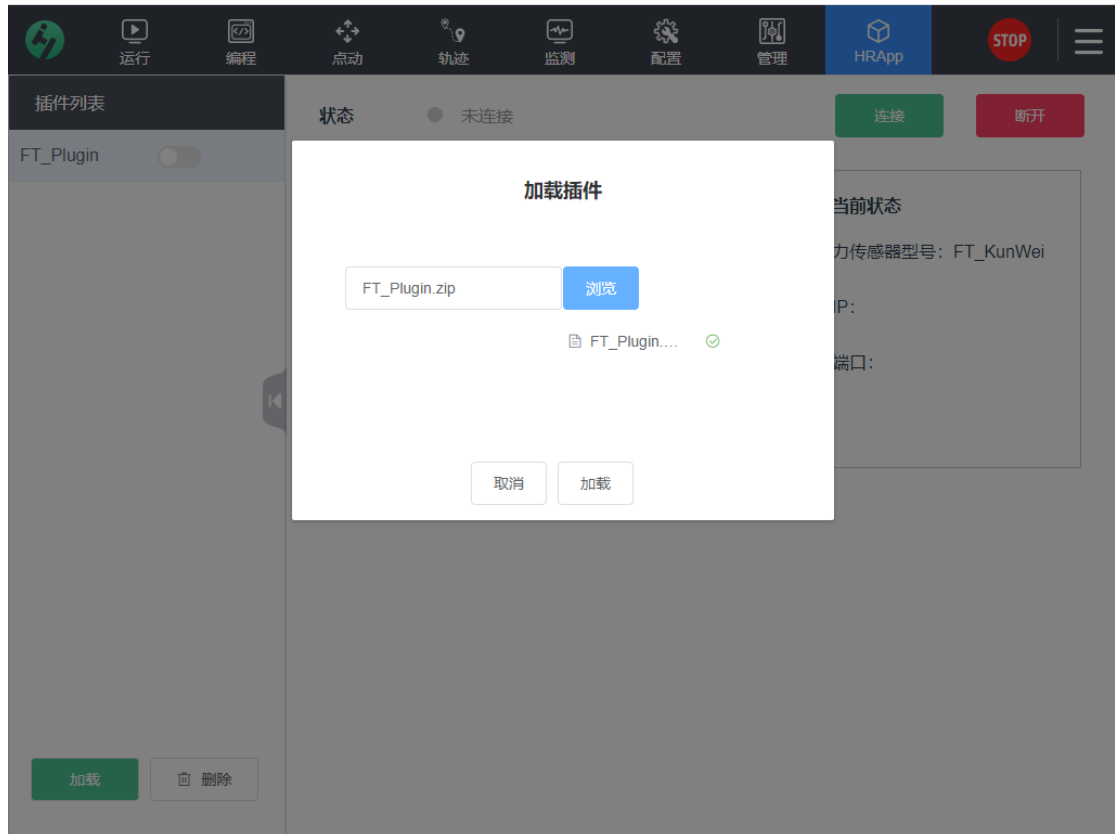 运行
编程
点动
轨迹
监测
配置
管理
HRApp
STOP
插件列表
FT_Plugin
状态
未连接
连接
断开
加载插件
FT_Plugin.zip
浏览
FT_Plugin....
取消
加载
当前状态
力传感器型号：FT_KunWei
IP：
端口：
加载
删除